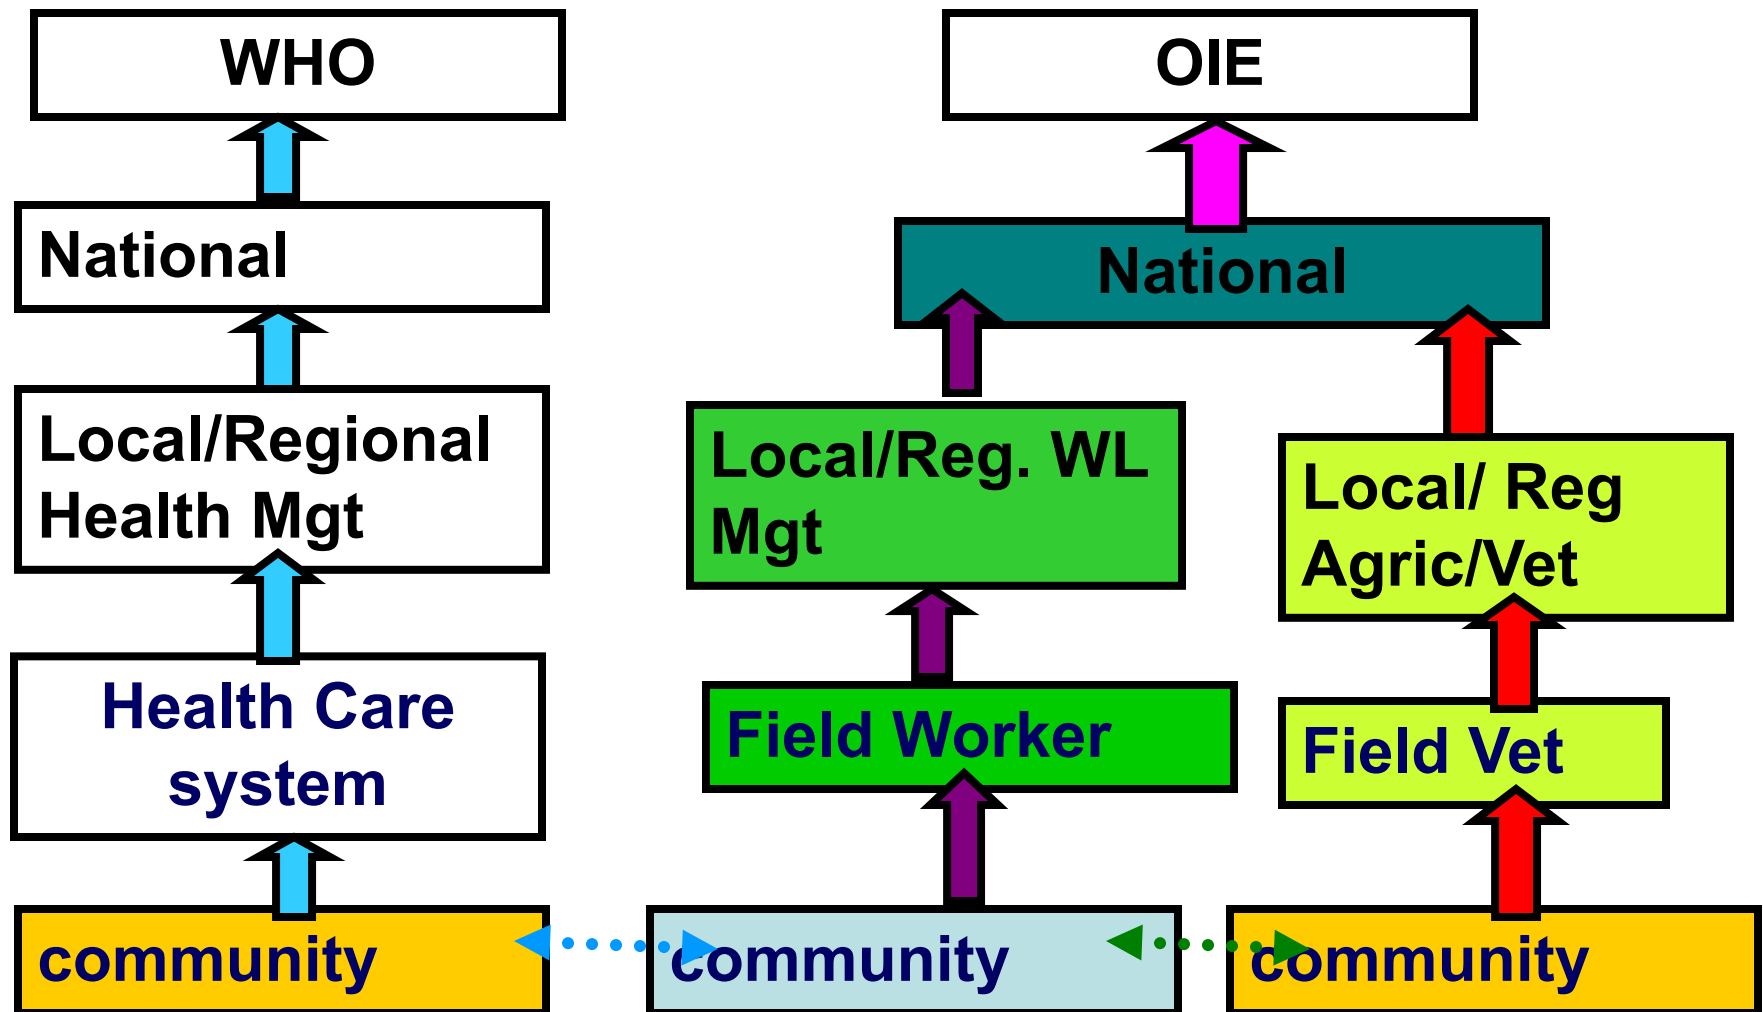 WHO
OIE
National
National
Local/Regional
Health Mgt
Local/Reg. WL
Mgt
Local/ Reg
Agric/Vet
Health Care
system
Field Worker
Field Vet
community
community
community